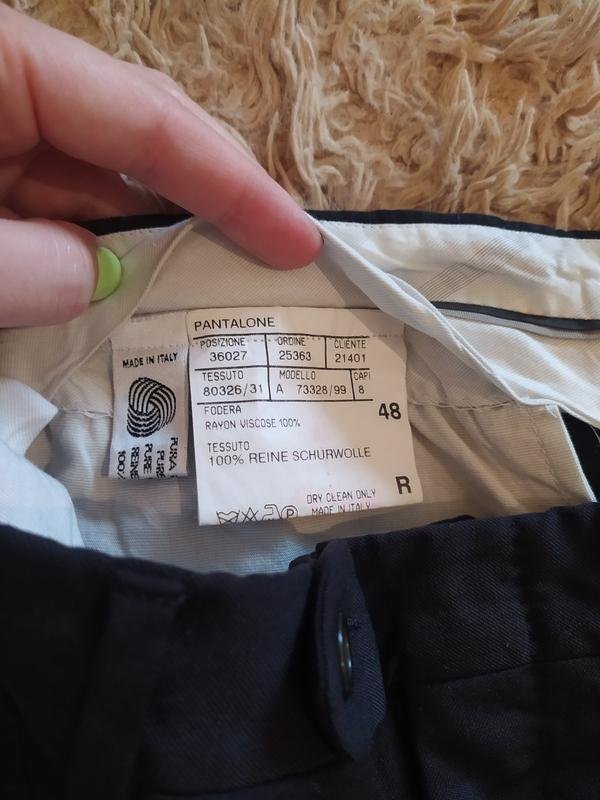 PANTALONE
POSIZIONE ORDINE CLIENTE
36027 25363 21401
TESSUTO MODELLO CAPI
80326/31 A 73328/99 8
FODERA 48
RAYON VISCOSE 100%
TESSUTO
100% REINE SCHURWOLLE
R
DRY CLEAN ONLY
MADE IN ITALY
MADE IN ITALY
PURA
PURE
PURE
REINE
100%